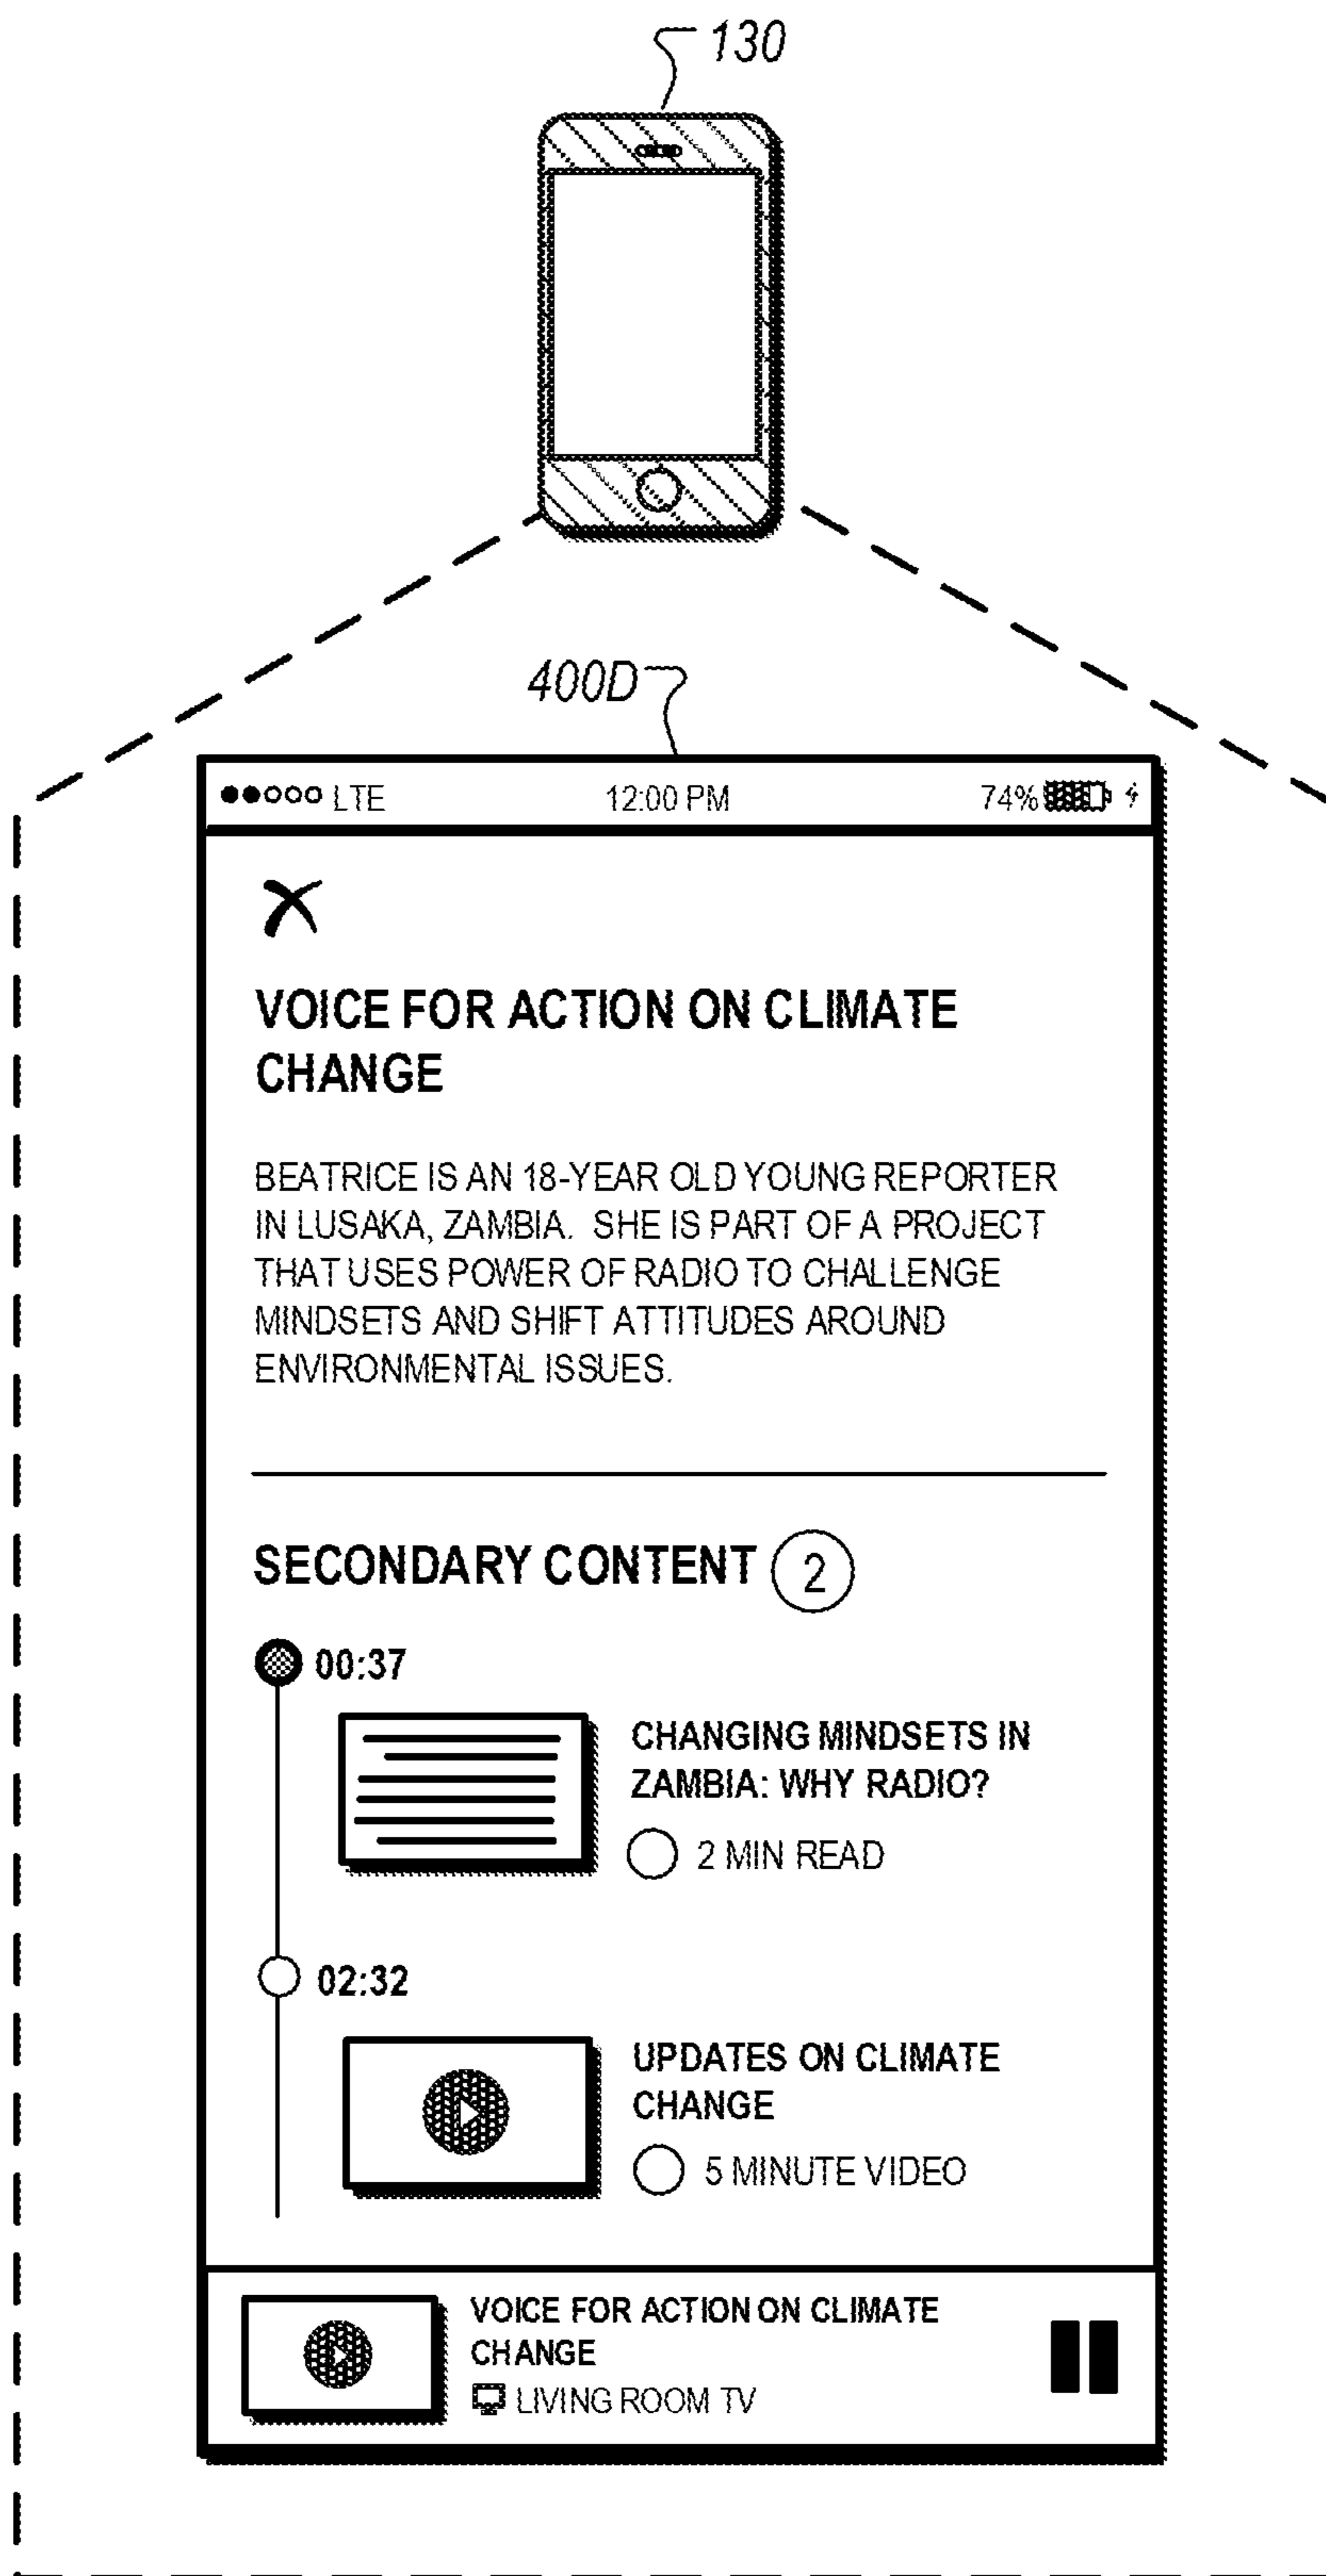 130
400D
LTE 12:00 PM 74%
VOICE FOR ACTION ON CLIMATE
CHANGE
BEATRICE IS AN 18-YEAR OLD YOUNG REPORTER
IN LUSAKA, ZAMBIA. SHE IS PART OF A PROJECT
THAT USES POWER OF RADIO TO CHALLENGE
MINDSETS AND SHIFT ATTITUDES AROUND
ENVIRONMENTAL ISSUES.
SECONDARY CONTENT 2
00:37
CHANGING MINDSETS IN
ZAMBIA: WHY RADIO?
2 MIN READ
02:32
UPDATES ON CLIMATE
CHANGE
5 MINUTE VIDEO
VOICE FOR ACTION ON CLIMATE
CHANGE
LIVING ROOM TV